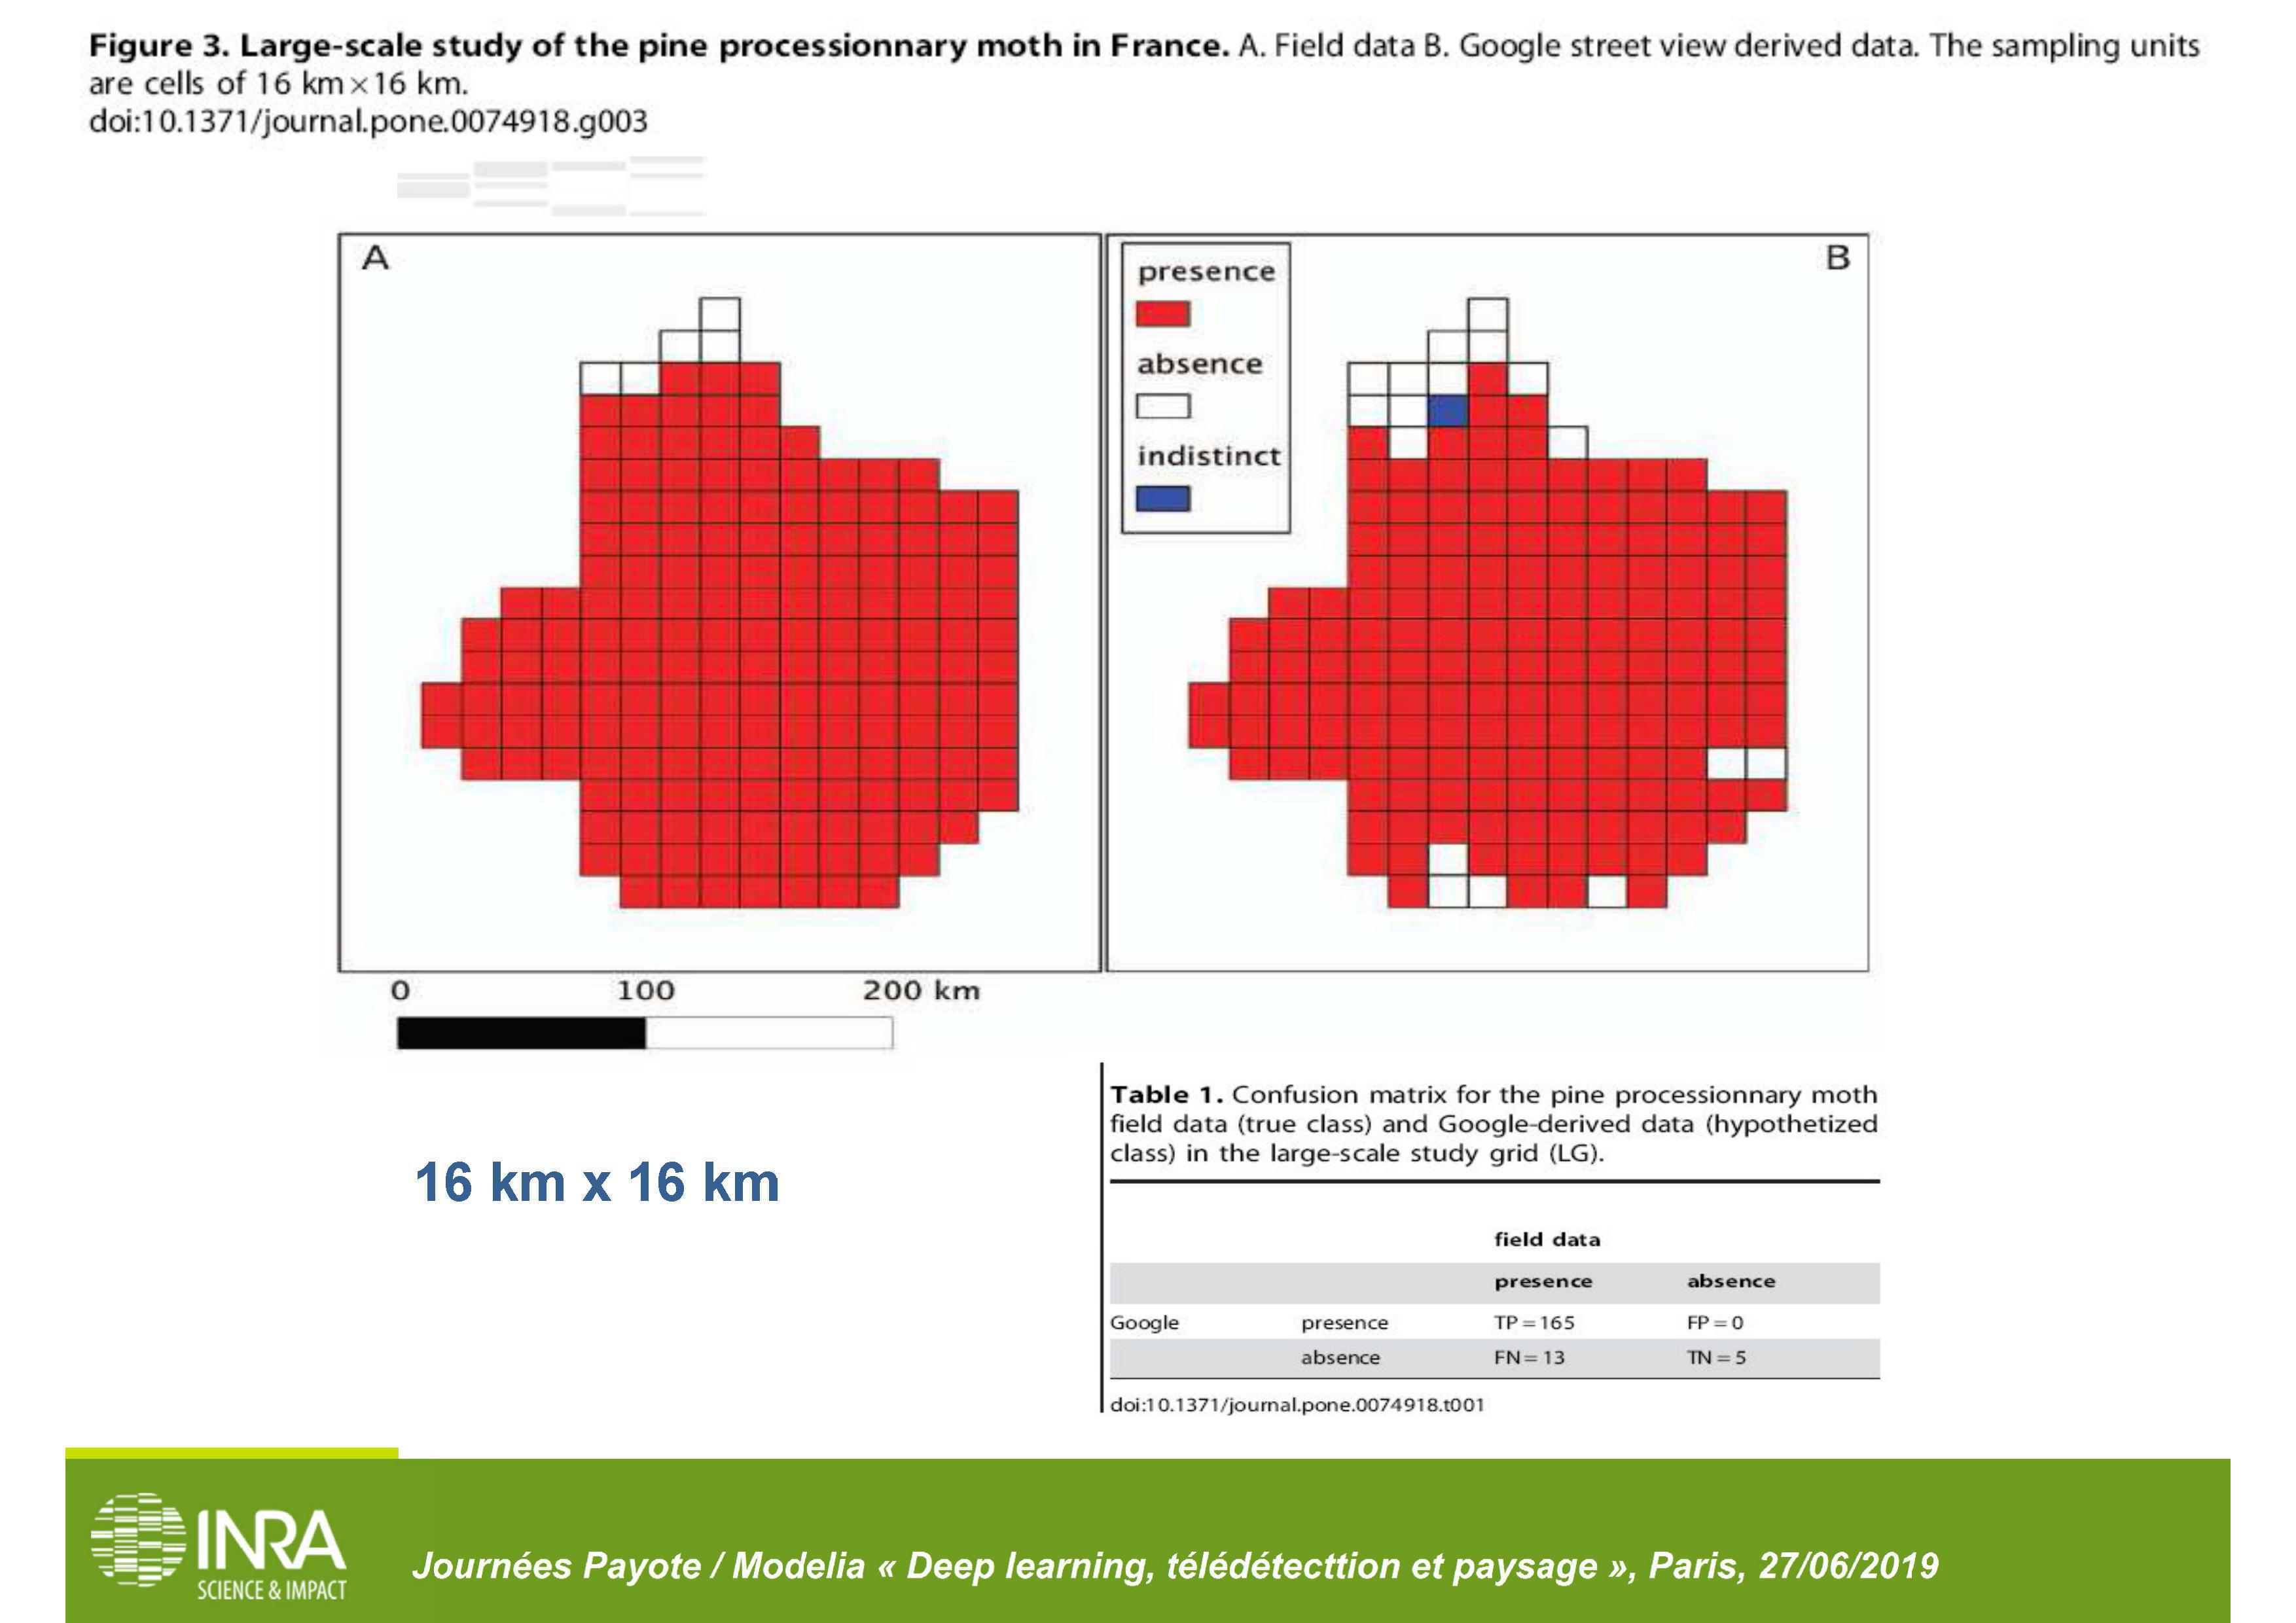 Figure 3. Large-scale study of the pine processionnary moth in France. A. Field data B. Google street view derived data. The sampling units
are cells of 16 km×16 km.
doi:10.1371/journal.pone.0074918.g003
A
presence
absence
indistinct
B
0 100 200 km
16 km x 16 km
Table 1. Confusion matrix for the pine processionnary moth
field data (true class) and Google-derived data (hypothetized
class) in the large-scale study grid (LG).
field data
presence absence
Google presence TP = 165 FP = 0
absence FN = 13 TN = 5
doi:10.1371/journal.pone.0074918.t001
INRA
SCIENCE & IMPACT
Journées Payote / Modelia « Deep learning, télédétecttion et paysage », Paris, 27/06/2019